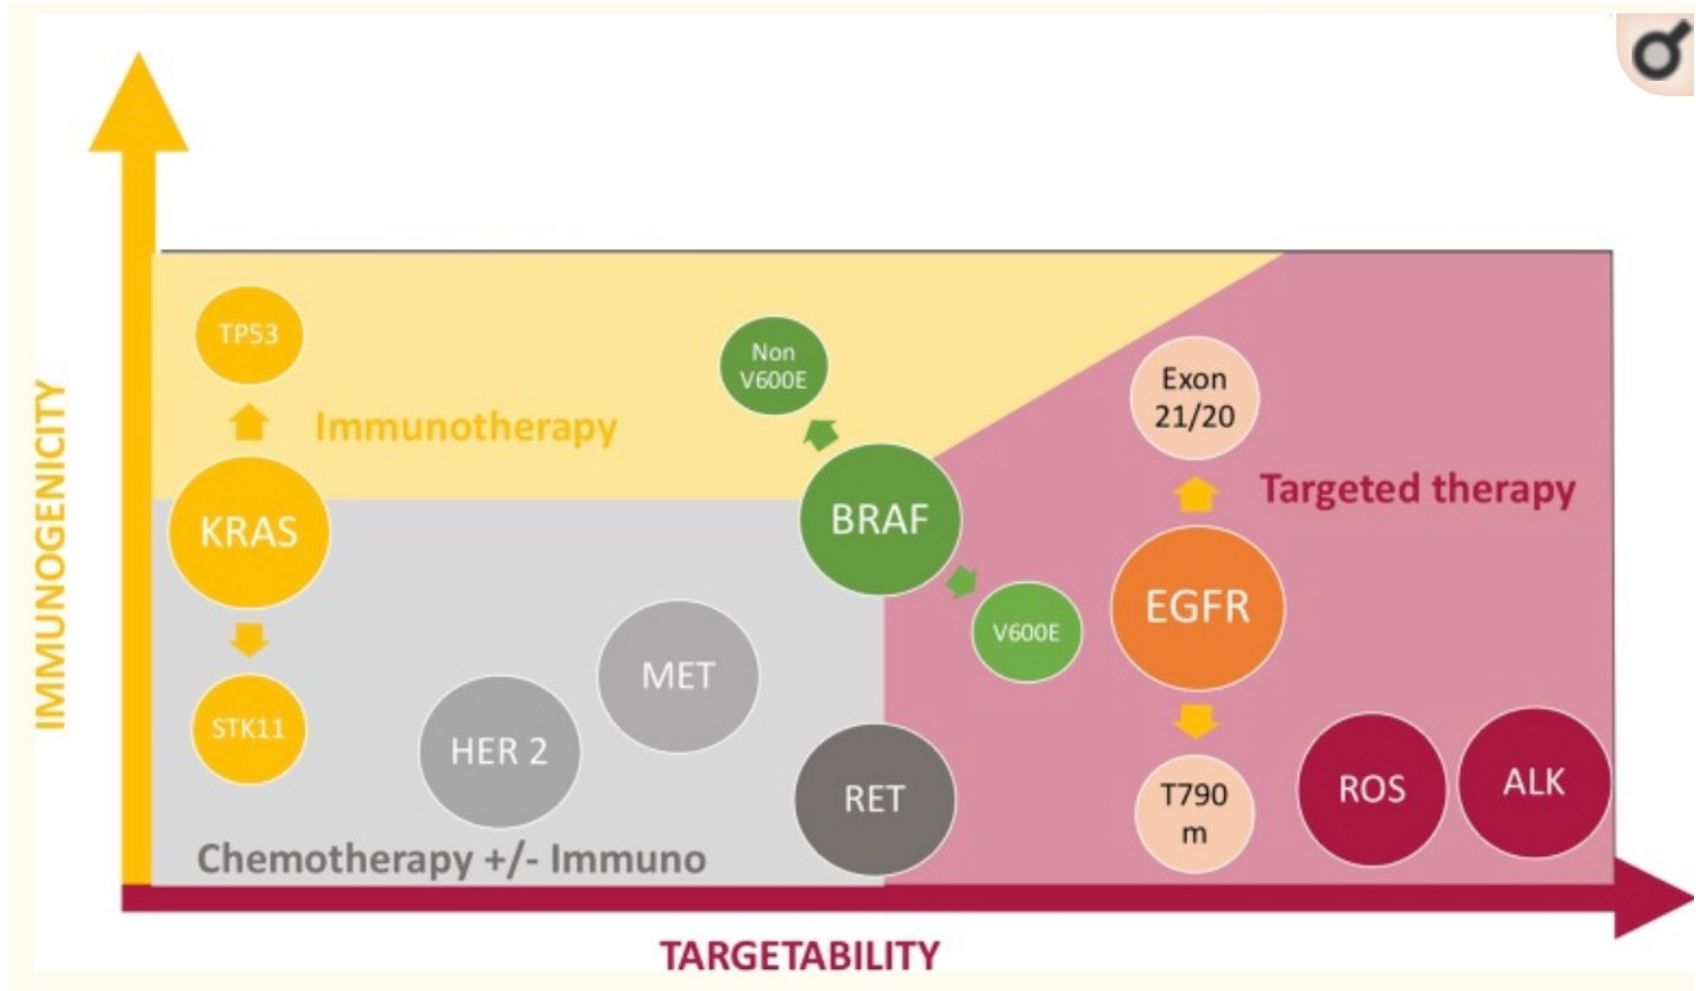 TP53
Non
V600E
Exon
21/20
Immunotherapy
Targeted therapy
KRAS
BRAF
EGFR
V600E
IMMUNOGENICITY
MET
STK11
HER 2
RET
T790
m
ROS
ALK
Chemotherapy +/- Immuno
TARGETABILITY